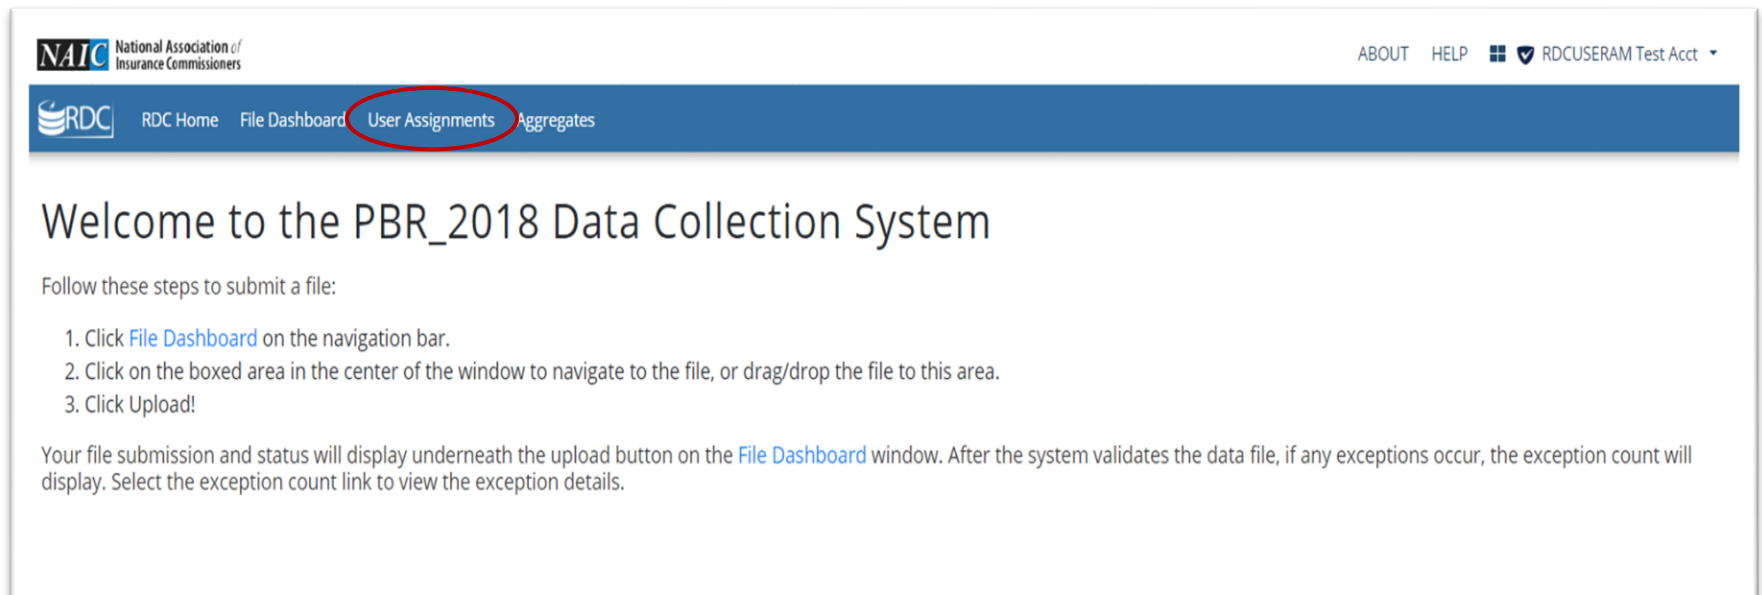 NAIC National Association of
Insurance Commissioners
ABOUT HELP RDCUSERAM Test Acct
RDC RDC Home File Dashboard User Assignments Aggregates
Welcome to the PBR_2018 Data Collection System
Follow these steps to submit a file:
1. Click File Dashboard on the navigation bar.
2. Click on the boxed area in the center of the window to navigate to the file, or drag/drop the file to this area.
3. Click Upload!
Your file submission and status will display underneath the upload button on the File Dashboard window. After the system validates the data file, if any exceptions occur, the exception count will
display. Select the exception count link to view the exception details.